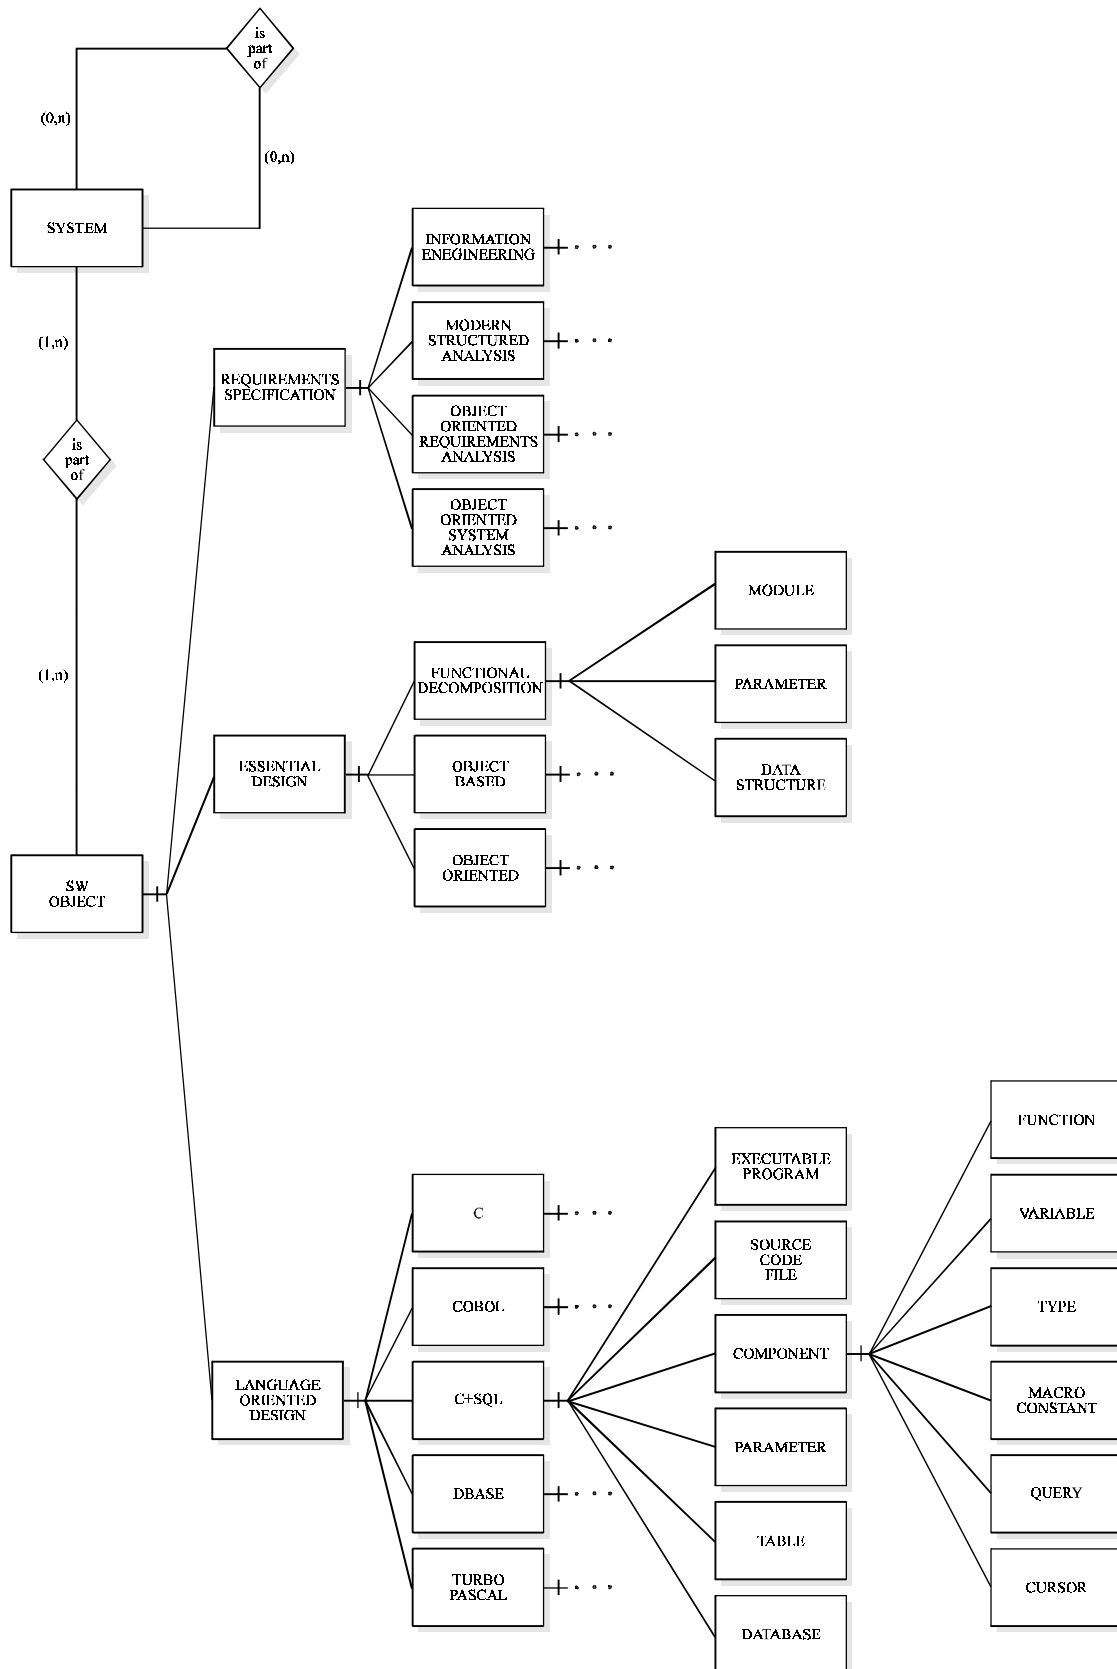 is
part
of
(0,n)
(0,n)
SYSTEM
INFORMATION
ENEGINEERING
(1,n)
MODERN
STRUCTURED
ANALYSIS
REQUIREMENTS
SPECIFICATION
OBJECT
ORIENTED
REQUIREMENTS
ANALYSIS
is
part
of
OBJECT
ORIENTED
SYSTEM
ANALYSIS
MODULE
(1,n)
FUNCTIONAL
DECOMPOSITION
PARAMETER
ESSENTIAL
DESIGN
OBJECT
BASED
DATA
STRUCTURE
OBJECT
ORIENTED
SW
OBJECT
FUNCTION
EXECUTABLE
PROGRAM
C
VARIABLE
SOURCE
CODE
FILE
COBOL
TYPE
COMPONENT
LANGUAGE
ORIENTED
DESIGN
C+SQL
MACRO
CONSTANT
PARAMETER
DBASE
QUERY
TABLE
TURBO
PASCAL
CURSOR
DATABASE